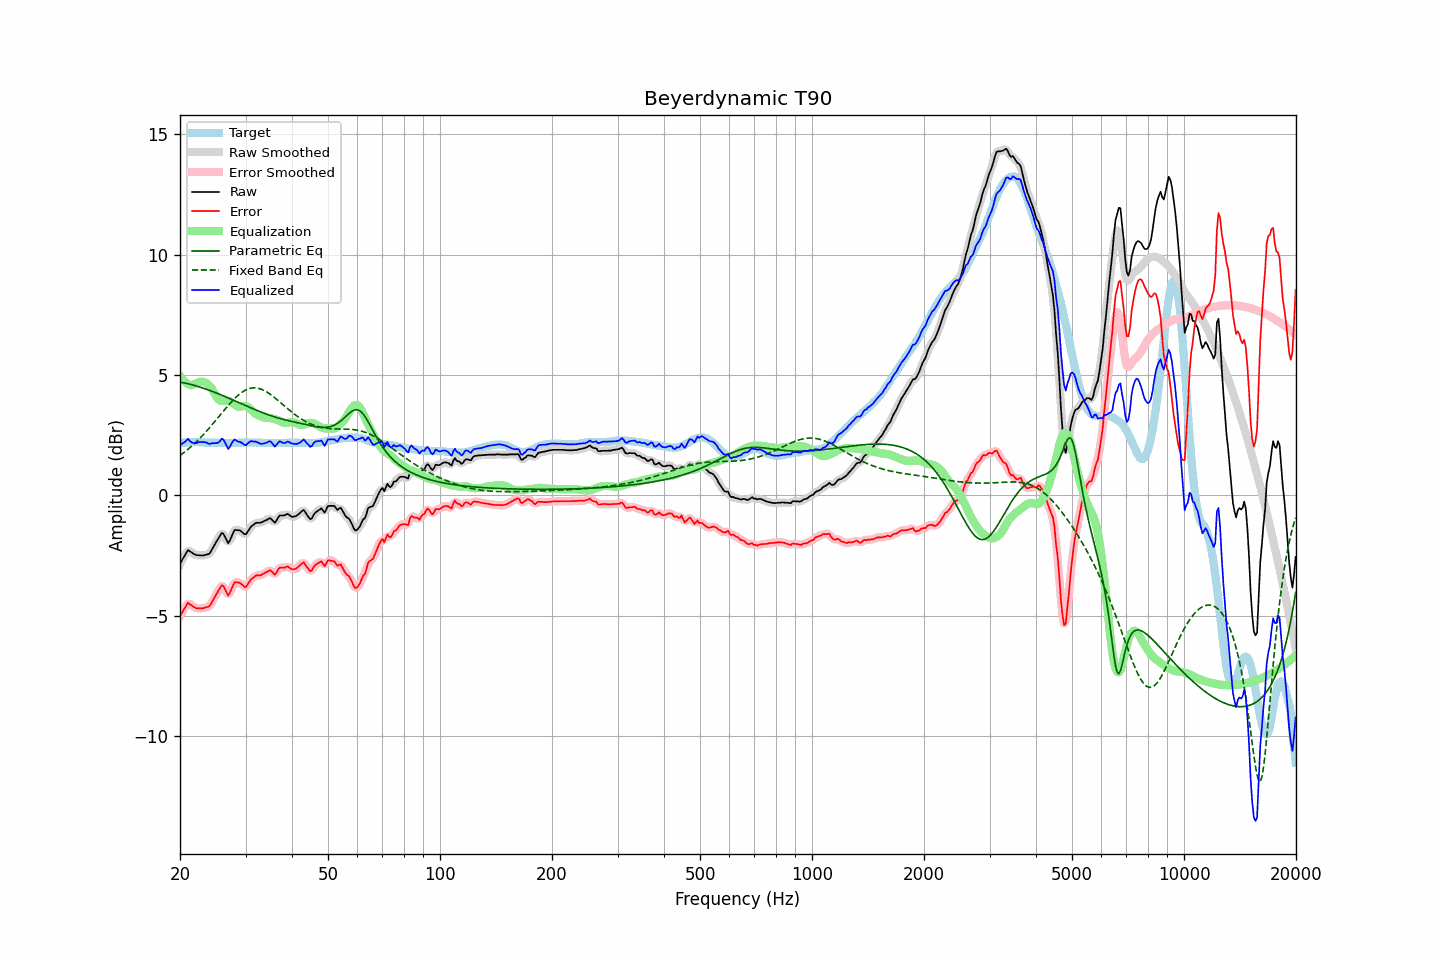 Beyerdynamic T90
Target
Raw Smoothed
Error Smoothed
Raw
Error
Equalization
Parametric Eq
Fixed Band Eq
Equalized
15
10
5
0
−5
−10
Amplitude (dBr)
20
50
100
200
500
1000
2000
5000
10000
20000
Frequency (Hz)